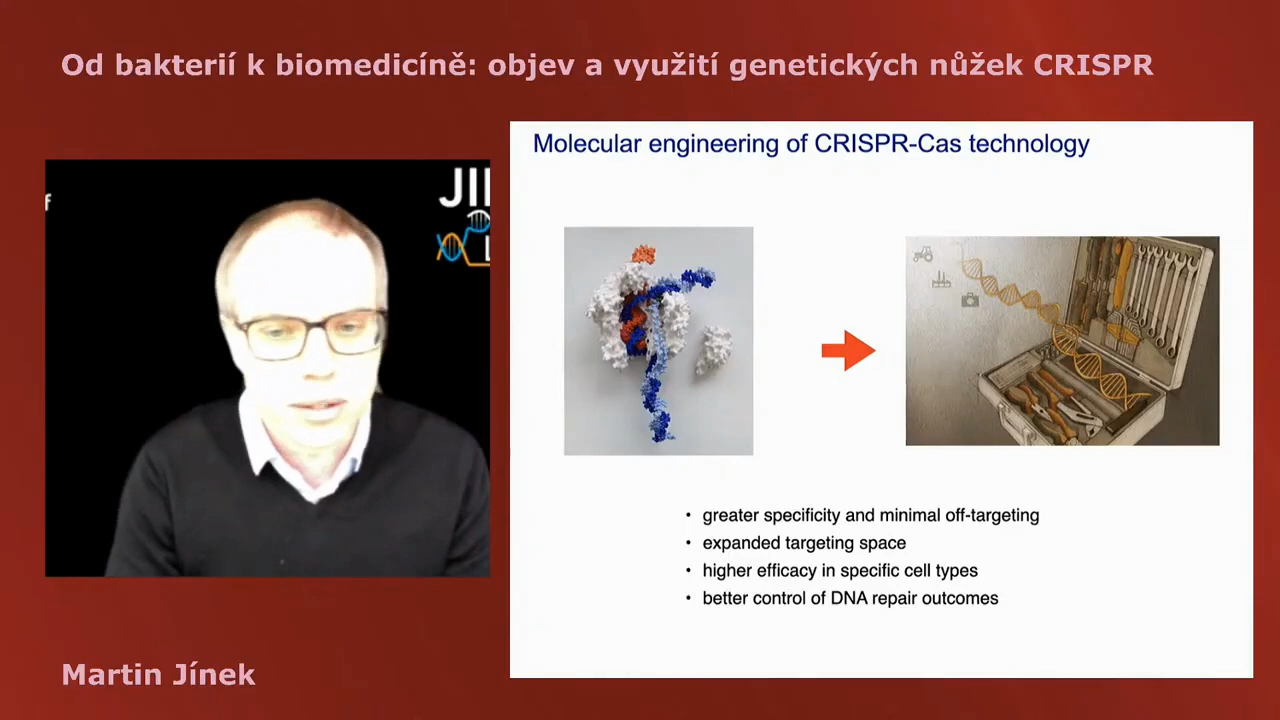 Od bakterií k biomedicíně: objev a využití genetických nůžek CRISPR
Molecular engineering of CRISPR-Cas technology
f
JI
L
• greater specificity and minimal off-targeting
• expanded targeting space
• higher efficacy in specific cell types
• better control of DNA repair outcomes
Martin Jínek